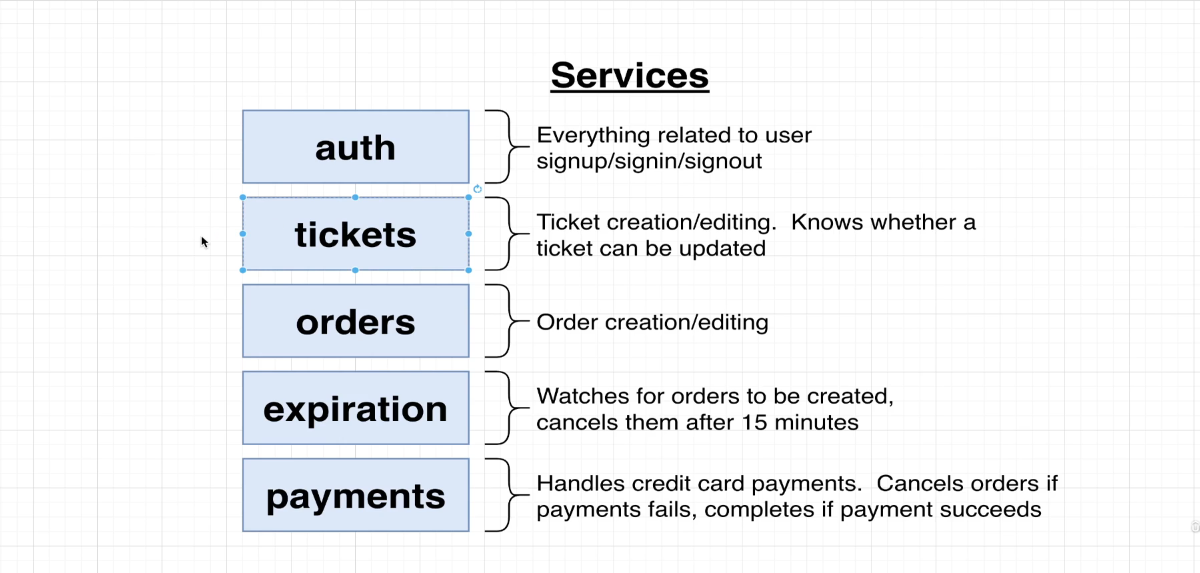 Services
auth
Everything related to user
signup/signin/signout
tickets
Ticket creation/editing.  Knows whether a
ticket can be updated
orders
Order creation/editing
expiration
Watches for orders to be created,
cancels them after 15 minutes
payments
Handles credit card payments.  Cancels orders if
payments fails, completes if payment succeeds